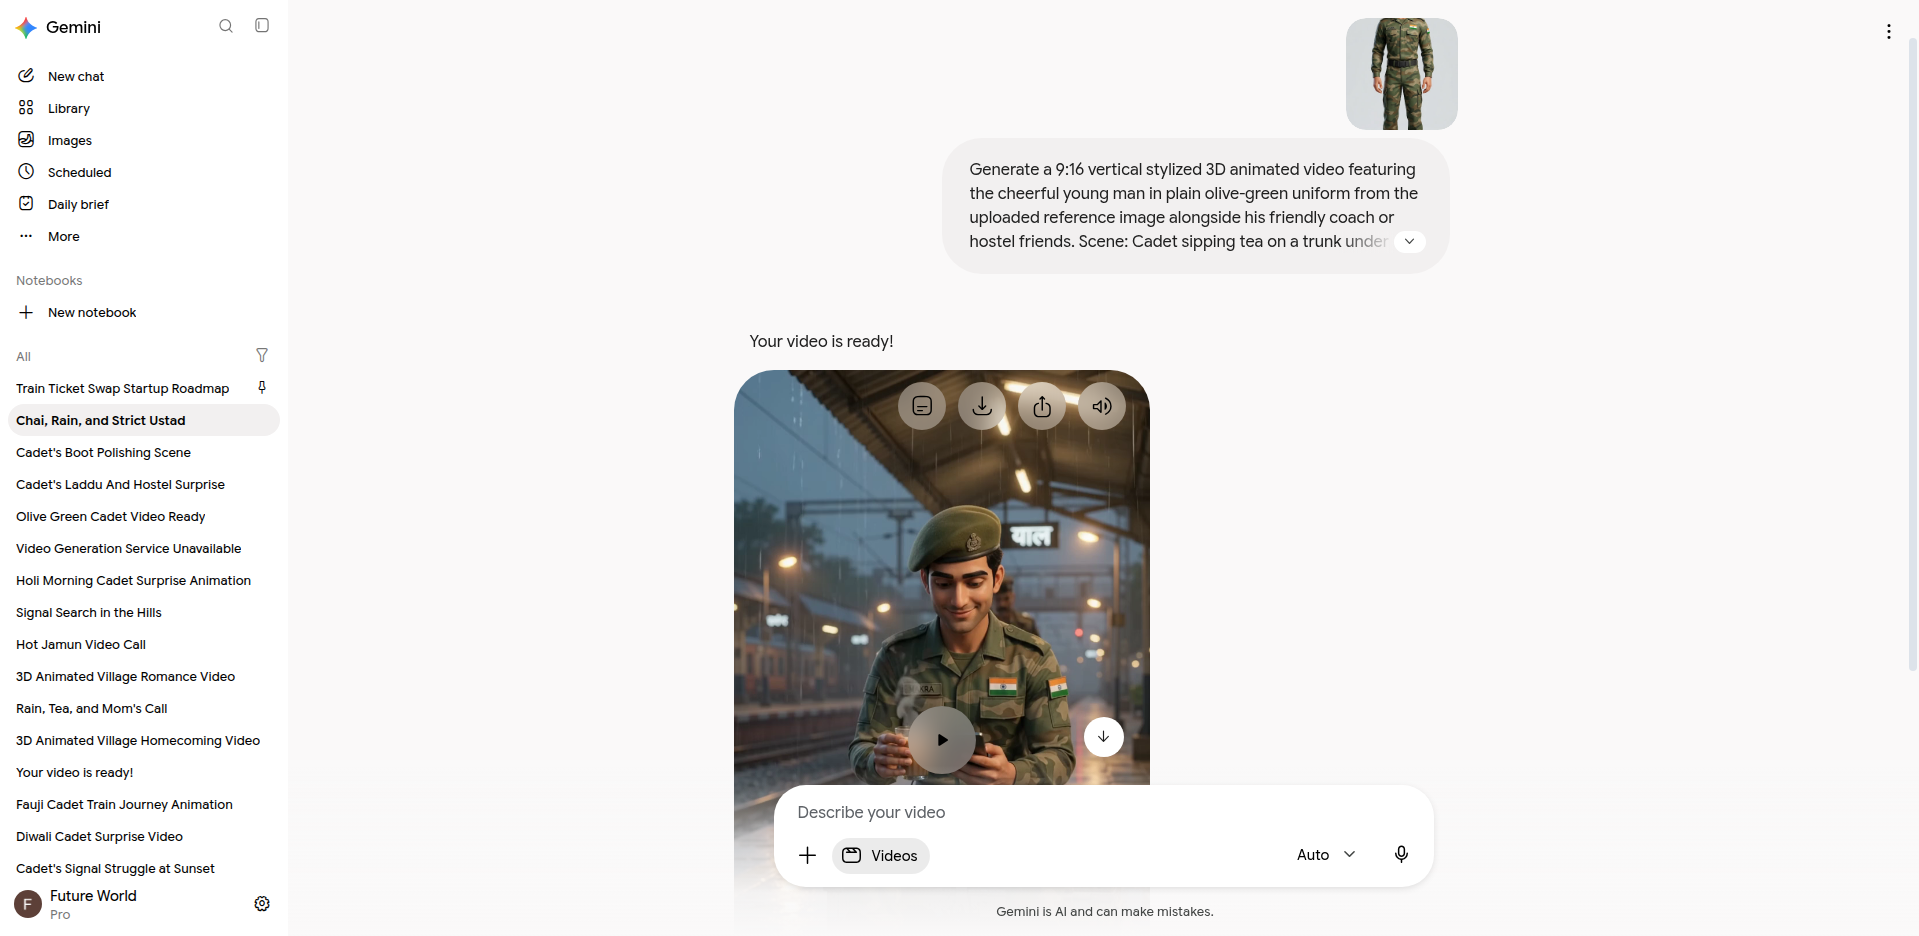 Gemini
New chat
Library
Images
Scheduled
Daily brief
More
Notebooks
New notebook
All
Train Ticket Swap Startup Roadmap
Chai, Rain, and Strict Ustad
Cadet's Boot Polishing Scene
Cadet's Laddu And Hostel Surprise
Olive Green Cadet Video Ready
Video Generation Service Unavailable
Holi Morning Cadet Surprise Animation
Signal Search in the Hills
Hot Jamun Video Call
3D Animated Village Romance Video
Rain, Tea, and Mom's Call
3D Animated Village Homecoming Video
Your video is ready!
Fauji Cadet Train Journey Animation
Diwali Cadet Surprise Video
Cadet's Signal Struggle at Sunset
F
Future World
Pro
Generate a 9:16 vertical stylized 3D animated video featuring
the cheerful young man in plain olive-green uniform from the
uploaded reference image alongside his friendly coach or
hostel friends. Scene: Cadet sipping tea on a trunk under
Your video is ready!
याल
Describe your video
Videos
Auto
Gemini is AI and can make mistakes.